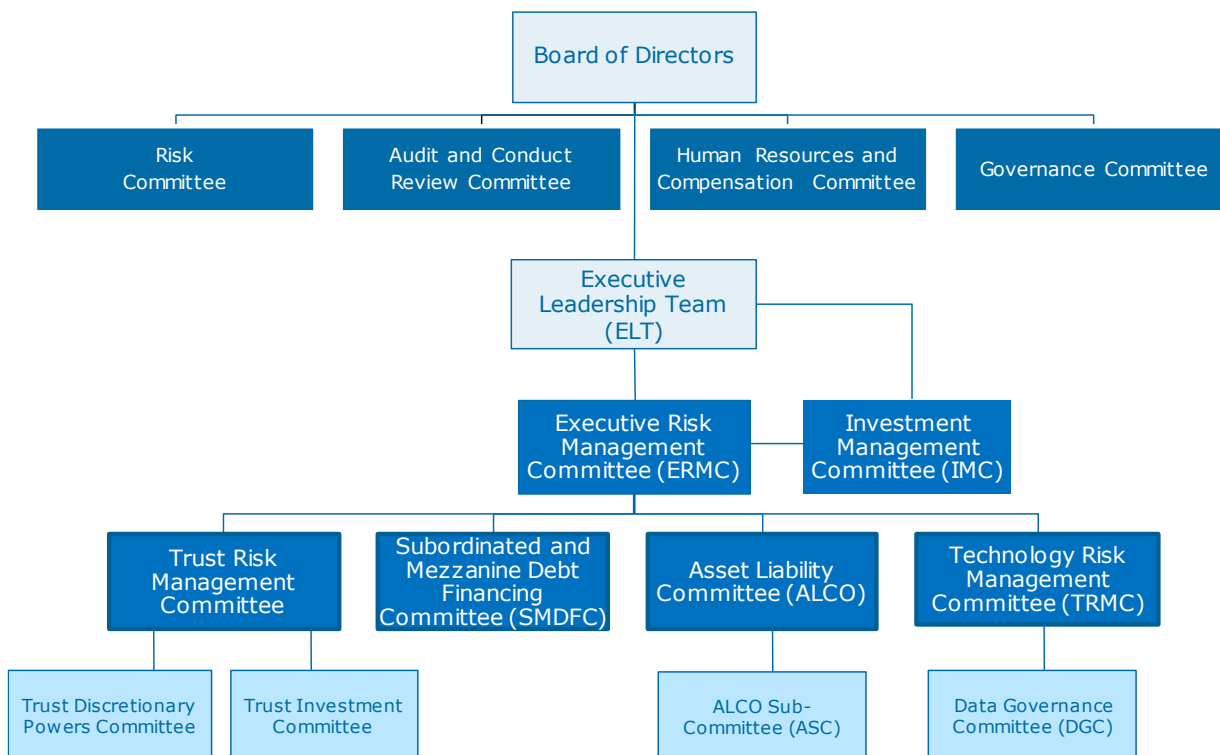 Board of Directors
Risk
Committee
Audit and Conduct
Review Committee
Human Resources and
Compensation Committee
Governance Committee
Executive
Leadership Team
(ELT)
Executive Risk
Management
Committee (ERMC)
Investment
Management
Committee (IMC)
Trust Risk
Management
Committee
Subordinated and
Mezzanine Debt
Financing
Committee (SMDFC)
Asset Liability
Committee (ALCO)
Technology Risk
Management
Committee (TRMC)
Trust Discretionary
Powers Committee
Trust Investment
Committee
ALCO Sub-
Committee (ASC)
Data Governance
Committee (DGC)